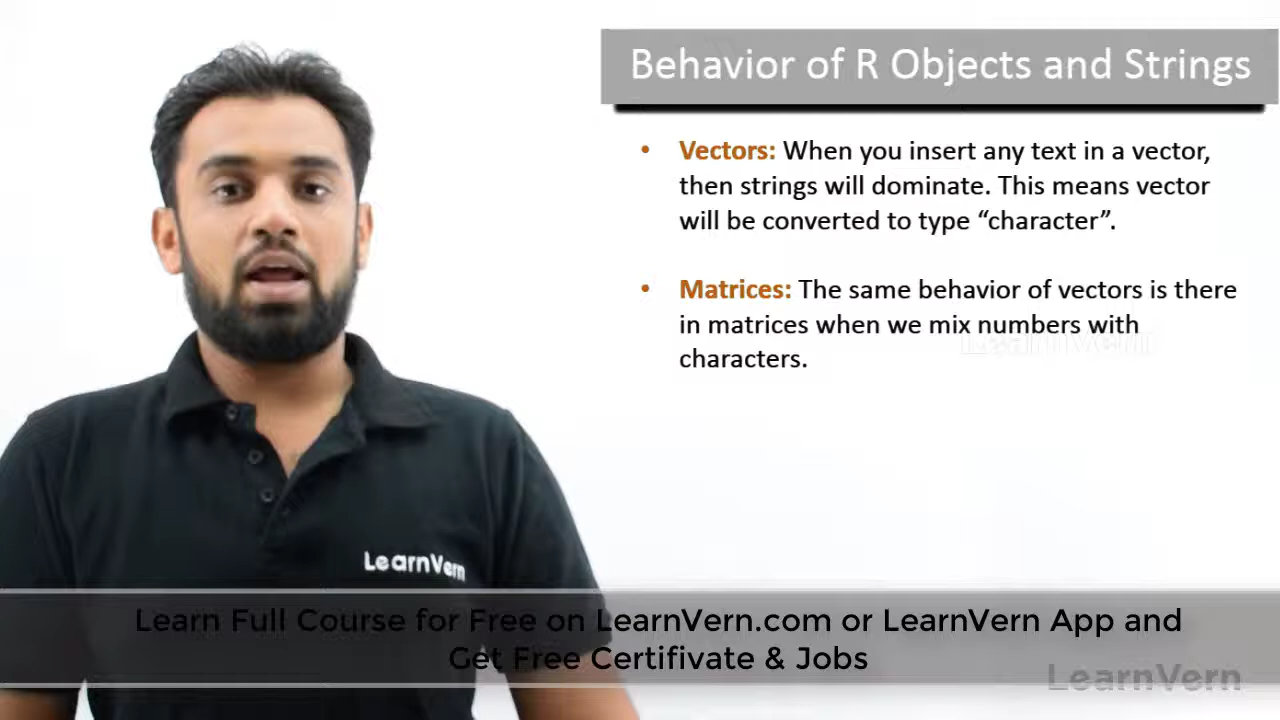 Behavior of R Objects and Strings
• Vectors: When you insert any text in a vector,
then strings will dominate. This means vector
will be converted to type “character”.
• Matrices: The same behavior of vectors is there
in matrices when we mix numbers with
characters.
LearnVern
LearnVern
Learn Full Course for Free on LearnVern.com or LearnVern App and
Get Free Certifivate & Jobs
LearnVern